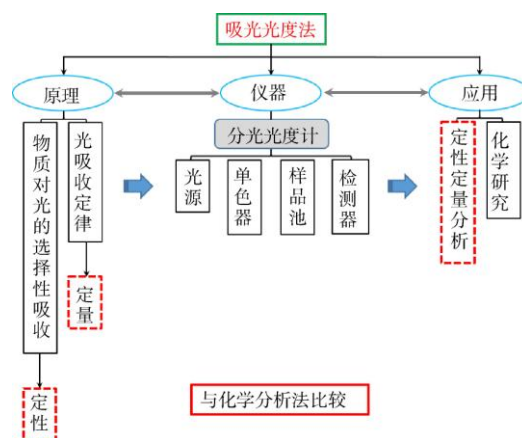 吸光光度法
原理
仪器
应用
分光光度计
物质对光的选择性吸收
光吸收定律
光源
单色器
样品池
检测器
定性定量分析
化学研究
定量
定性
与化学分析法比较